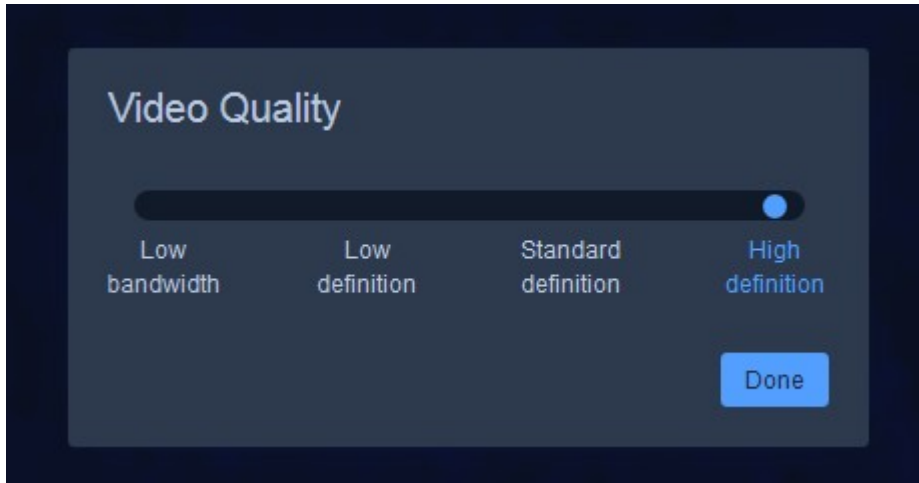 Video Quality
Low bandwidth
Low definition
Standard definition
High definition
Done